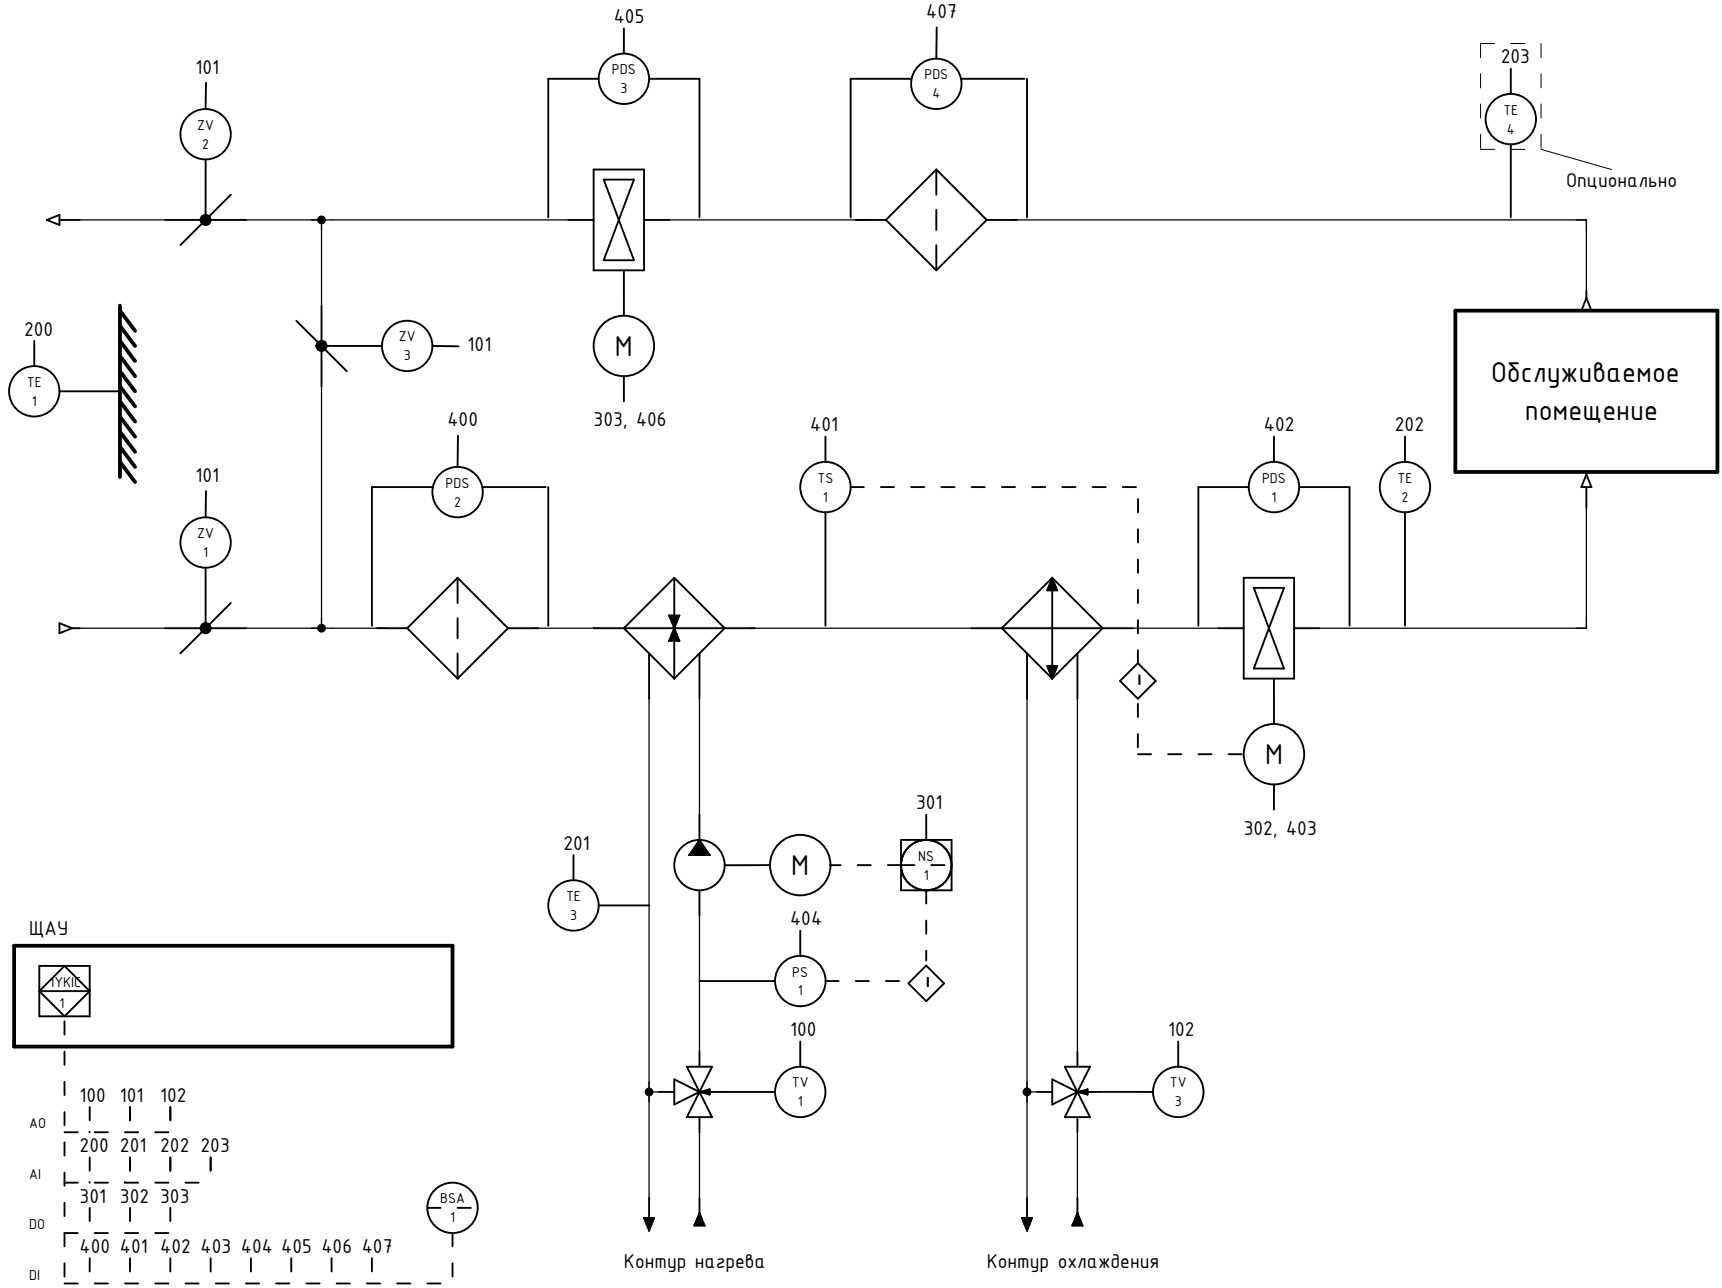 405
407
203
101
PDS
3
PDS
4
TE
4
ZV
2
Опционально
200
TE
1
ZV
3
101
M
303, 406
Обслуживаемое
помещение
400
401
402
202
101
PDS
2
TS
1
PDS
1
TE
2
ZV
1
M
302, 403
301
201
M
NS
1
TE
3
404
PS
1
ЩАУ
TYKIC
1
100
TV
1
102
TV
3
100 101 102
AO
200 201 202 203
AI
301 302 303
DO
BSA
1
400 401 402 403 404 405 406 407
DI
Контур нагрева
Контур охлаждения